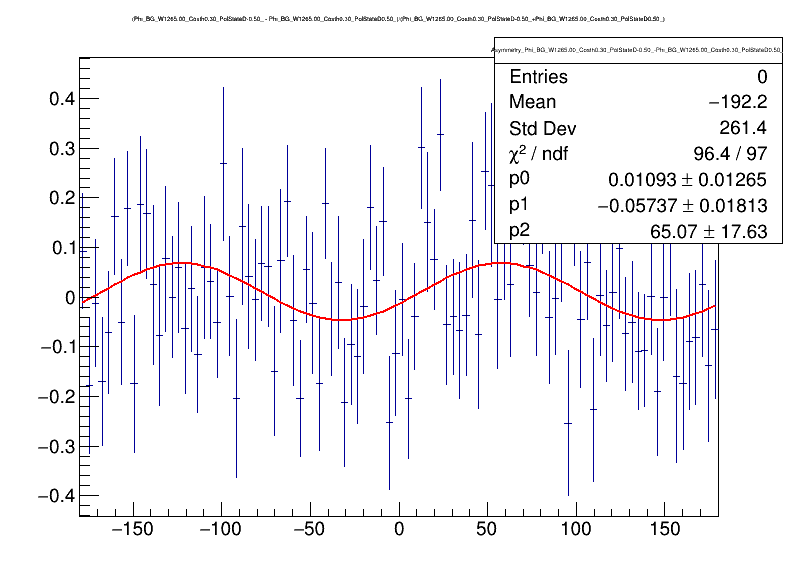 (Phi_BG_W1265.00_Costh0.30_PolStateD-0.50_ - Phi_BG_W1265.00_Costh0.30_PolStateD0.50_)/(Phi_BG_W1265.00_Costh0.30_PolStateD-0.50_+Phi_BG_W1265.00_Costh0.30_PolStateD0.50_)
Asymmetry_Phi_BG_W1265.00_Costh0.30_PolStateD-0.50_-Phi_BG_W1265.00_Costh0.30_PolStateD0.50_
Entries 0
Mean −192.2
Std Dev 261.4
χ² / ndf 96.4 / 97
p0 0.01093 ± 0.01265
p1 −0.05737 ± 0.01813
p2 65.07 ± 17.63
0.4
0.3
0.2
0.1
0
−0.1
−0.2
−0.3
−0.4
−150 −100 −50 0 50 100 150